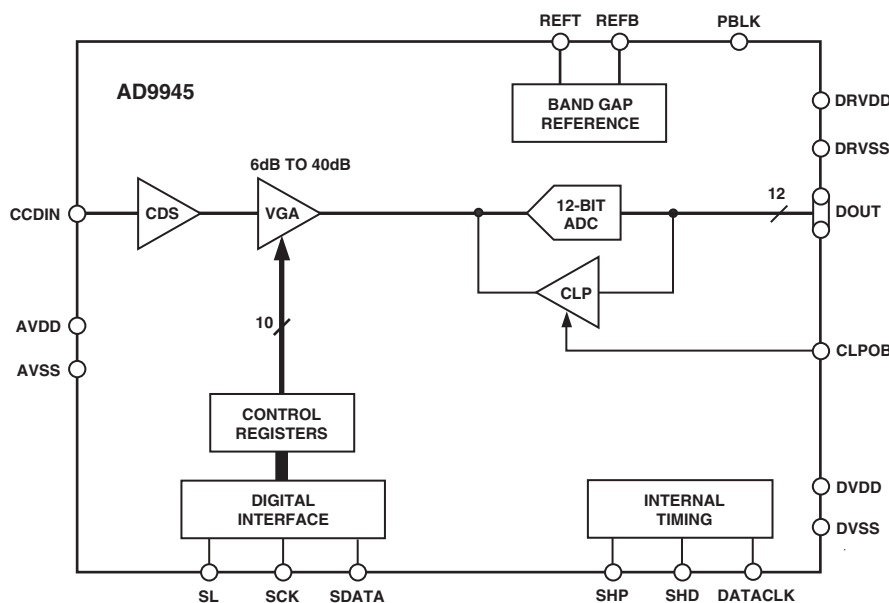 REFT REFB PBLK
AD9945
BAND GAP
REFERENCE
DRVDD
DRVSS
6dB TO 40dB
CCDIN
CDS
VGA
12-BIT
ADC
12
DOUT
CLP
10
AVDD
AVSS
CLPOB
CONTROL
REGISTERS
DIGITAL
INTERFACE
INTERNAL
TIMING
DVDD
DVSS
SL SCK SDATA SHP SHD DATACLK